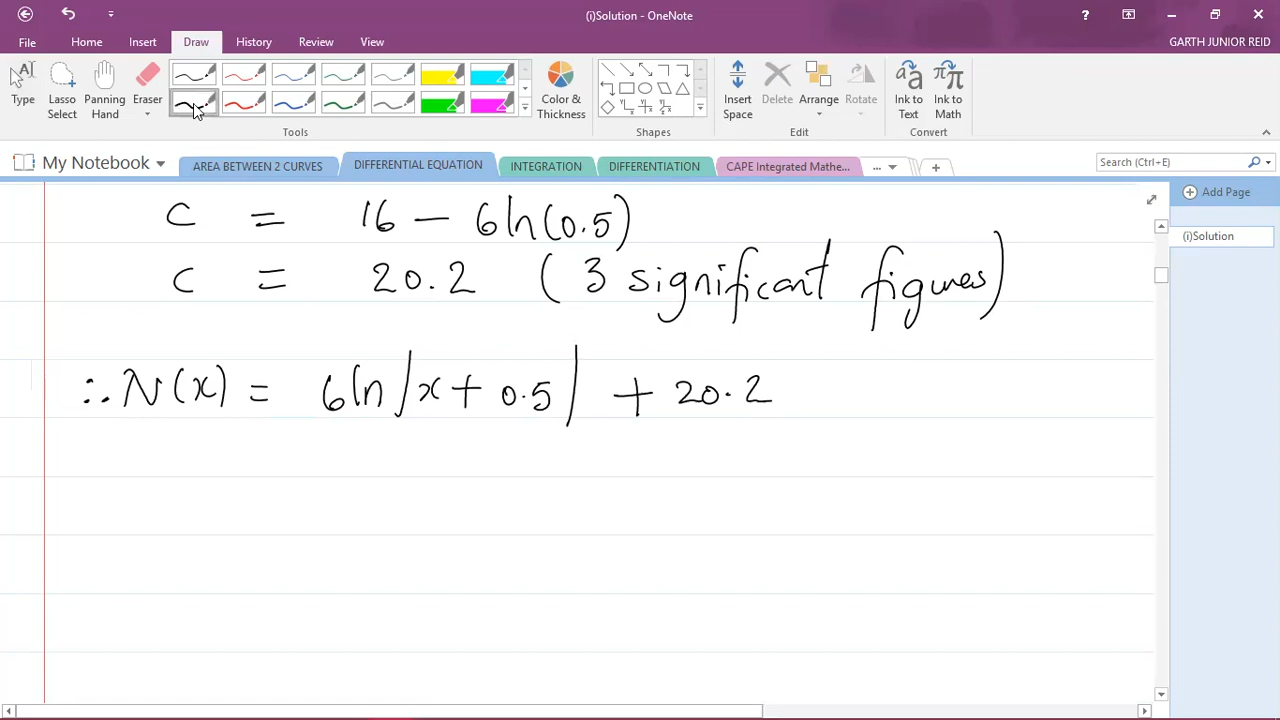 (i)Solution - OneNote
File Home Insert Draw History Review View GARTH JUNIOR REID
Type Lasso Select Panning Hand Eraser Color & Thickness Insert Space Delete Arrange Rotate Ink to Text Ink to Math
Tools Shapes Edit Convert
My Notebook AREA BETWEEN 2 CURVES DIFFERENTIAL EQUATION INTEGRATION DIFFERENTIATION CAPE Integrated Mathe... ... + Search (Ctrl+E)
Add Page
(i)Solution
c = 16 - 6ln(0.5)
c = 20.2 (3 significant figures)
∴ N(x) = 6ln|x + 0.5| + 20.2